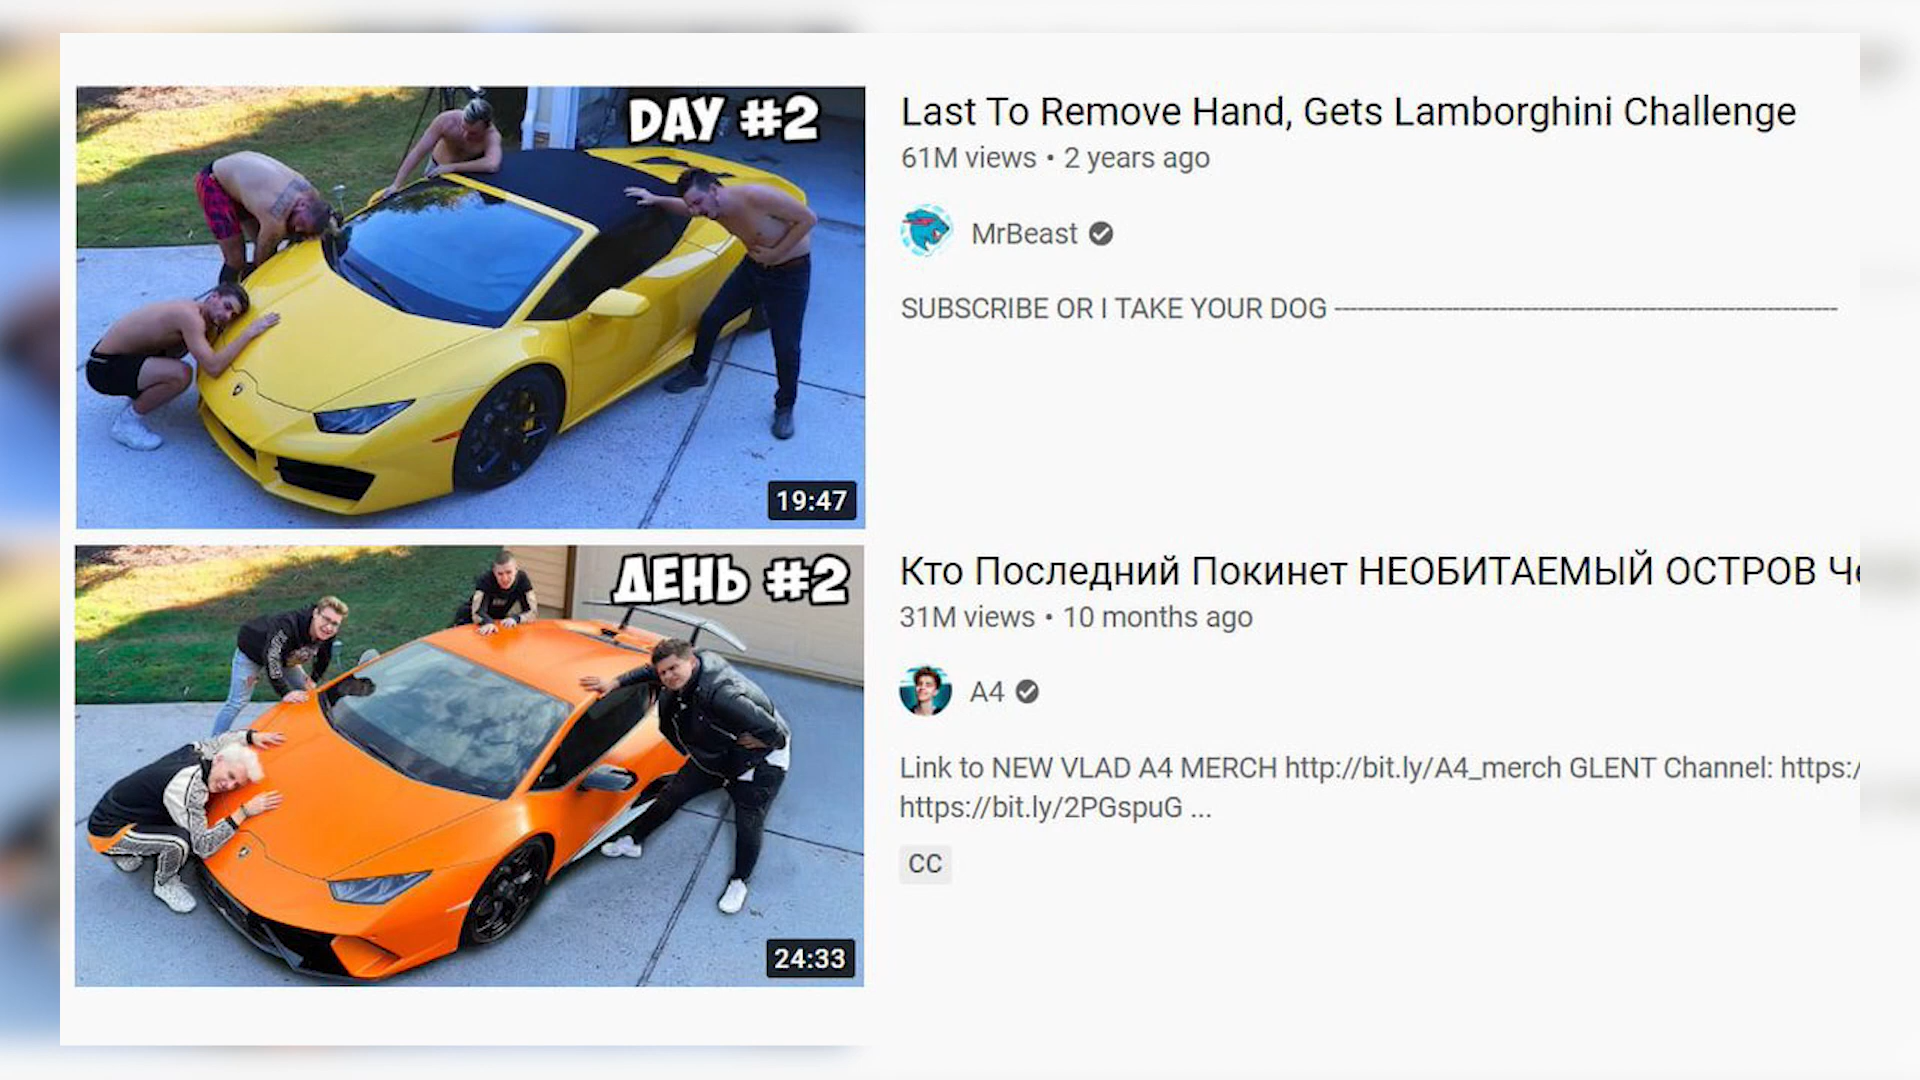 DAY #2
19:47
Last To Remove Hand, Gets Lamborghini Challenge
61M views • 2 years ago
MrBeast
SUBSCRIBE OR I TAKE YOUR DOG ----------------------------------------------------------------
ДЕНЬ #2
24:33
Кто Последний Покинет НЕОБИТАЕМЫЙ ОСТРОВ
31M views • 10 months ago
A4
Link to NEW VLAD A4 MERCH http://bit.ly/A4_merch GLENT Channel: https:/
https://bit.ly/2PGspuG ...
CC